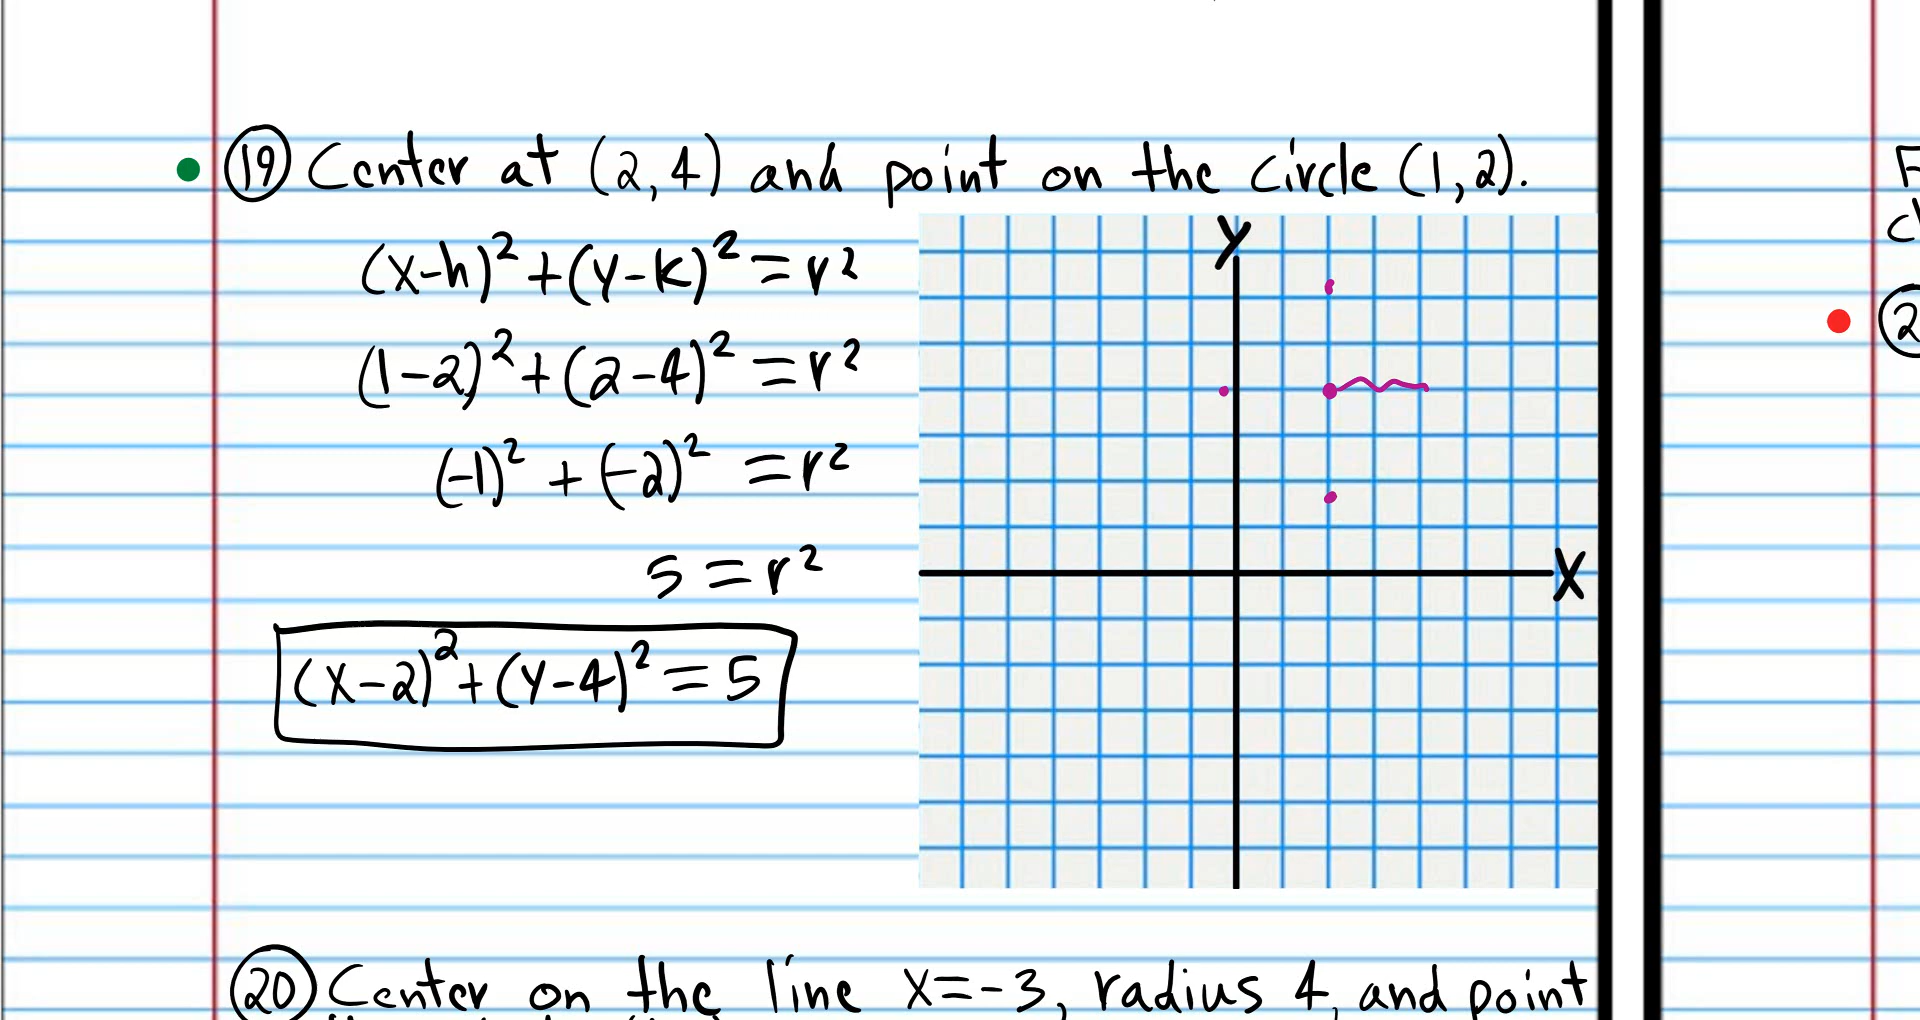 19 Center at (2,4) and point on the circle (1,2).
(x-h)² + (y-k)² = r²
(1-2)² + (2-4)² = r²
(-1)² + (-2)² = r²
5 = r²
(x-2)² + (y-4)² = 5
y
x
20 Center on the line x=-3, radius 4, and point